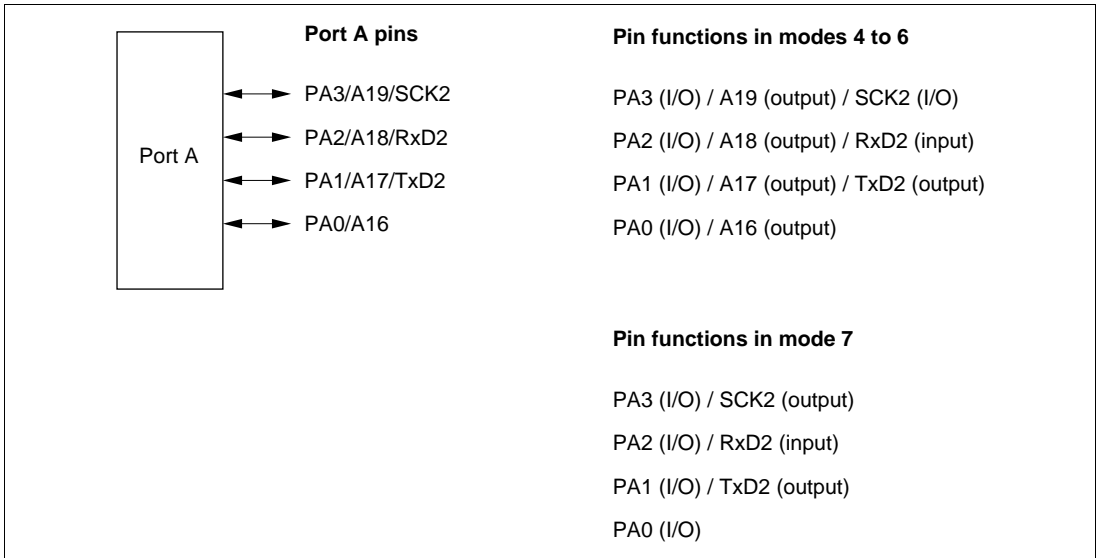 Port A
Port A pins
PA3/A19/SCK2
PA2/A18/RxD2
PA1/A17/TxD2
PA0/A16
Pin functions in modes 4 to 6
PA3 (I/O) / A19 (output) / SCK2 (I/O)
PA2 (I/O) / A18 (output) / RxD2 (input)
PA1 (I/O) / A17 (output) / TxD2 (output)
PA0 (I/O) / A16 (output)
Pin functions in mode 7
PA3 (I/O) / SCK2 (output)
PA2 (I/O) / RxD2 (input)
PA1 (I/O) / TxD2 (output)
PA0 (I/O)